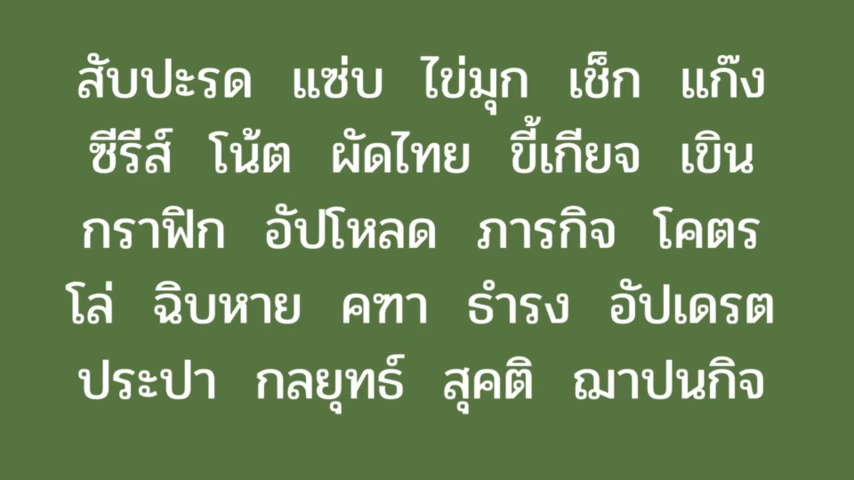 สับปะรด แซ่บ ไข่มุก เช็ก แก๊ง
ซีรีส์ โน้ต ผัดไทย ขี้เกียจ เขิน
กราฟิก อัปโหลด ภารกิจ โคตร
โล่ ฉิบหาย คฑา ธำรง อัปเดรต
ประปา กลยุทธ์ สุคติ ฌาปนกิจ